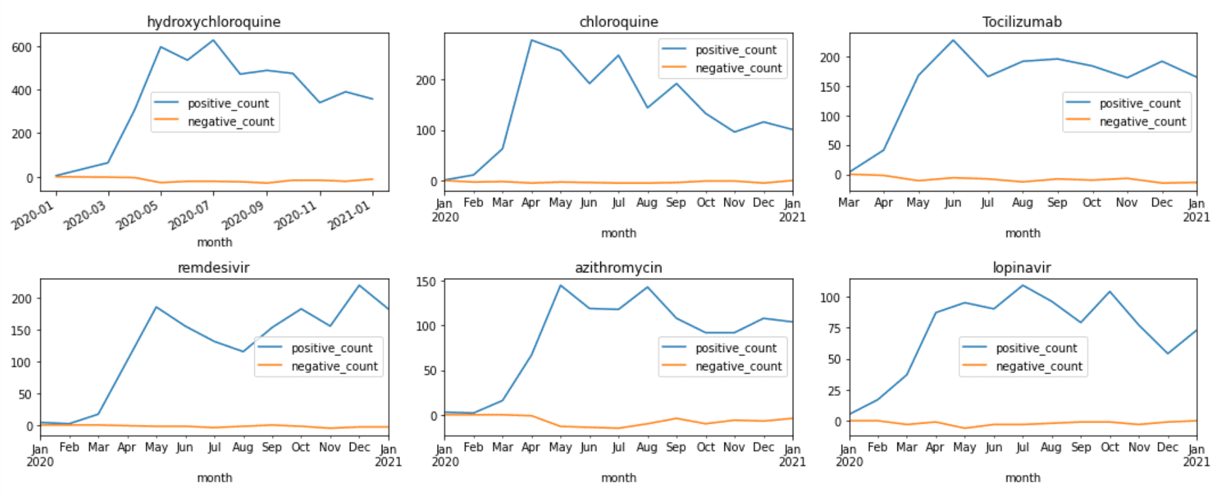 hydroxychloroquine
600
400
200
0
positive_count
negative_count
2020-01 2020-03 2020-05 2020-07 2020-09 2020-11 2021-01
month
chloroquine
200
100
0
positive_count
negative_count
Jan Feb Mar Apr May Jun Jul Aug Sep Oct Nov Dec Jan
2020 2021
month
Tocilizumab
200
150
100
50
0
positive_count
negative_count
Mar Apr May Jun Jul Aug Sep Oct Nov Dec Jan
2021
month
remdesivir
200
150
100
50
0
positive_count
negative_count
Jan Feb Mar Apr May Jun Jul Aug Sep Oct Nov Dec Jan
2020 2021
month
azithromycin
150
100
50
0
positive_count
negative_count
Jan Feb Mar Apr May Jun Jul Aug Sep Oct Nov Dec Jan
2020 2021
month
lopinavir
100
75
50
25
0
positive_count
negative_count
Jan Feb Mar Apr May Jun Jul Aug Sep Oct Nov Dec Jan
2020 2021
month